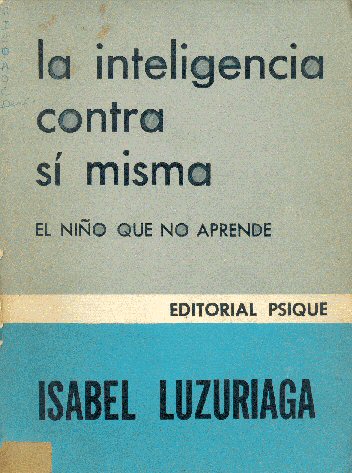 la inteligencia
contra
sí misma
EL NIÑO QUE NO APRENDE
EDITORIAL PSIQUE
ISABEL LUZURIAGA